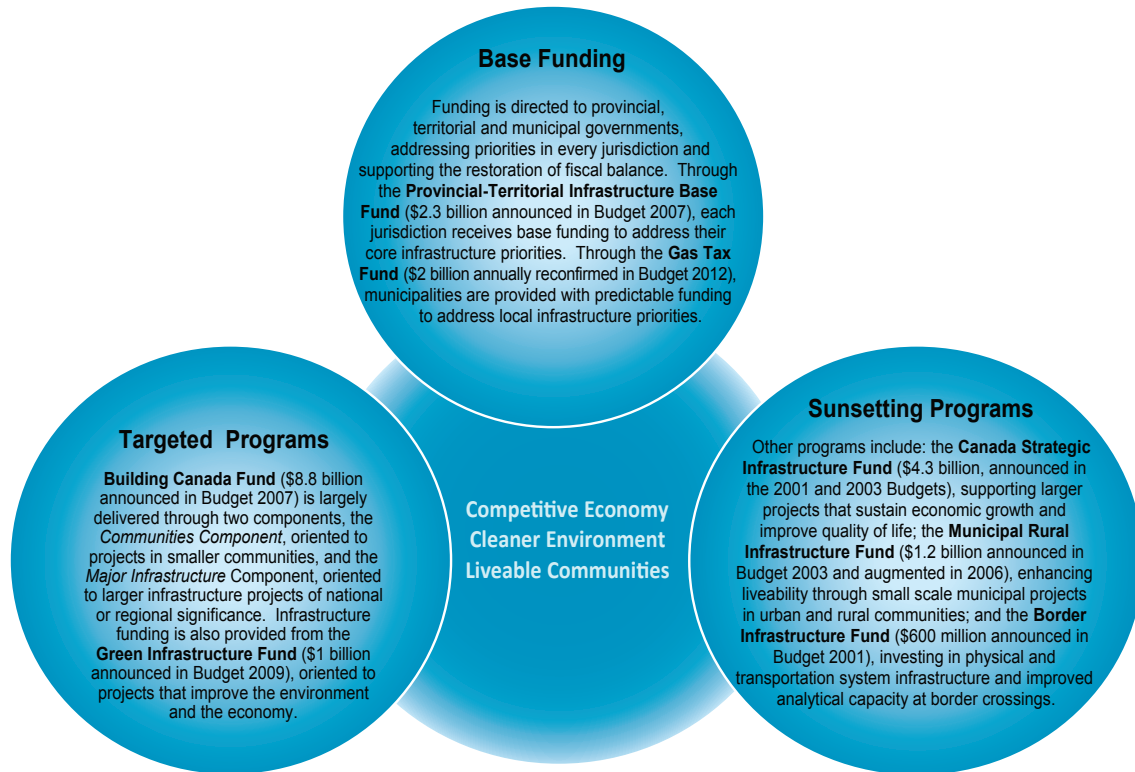 Base Funding
Funding is directed to provincial,
territorial and municipal governments,
addressing priorities in every jurisdiction and
supporting the restoration of fiscal balance.  Through
the Provincial-Territorial Infrastructure Base
Fund ($2.3 billion announced in Budget 2007), each
jurisdiction receives base funding to address their
core infrastructure priorities.  Through the Gas Tax
Fund ($2 billion annually reconfirmed in Budget 2012),
municipalities are provided with predictable funding
to address local infrastructure priorities.
Targeted  Programs
Building Canada Fund ($8.8 billion
announced in Budget 2007) is largely
delivered through two components, the
Communities Component, oriented to
projects in smaller communities, and the
Major Infrastructure Component, oriented
to larger infrastructure projects of national
or regional significance.  Infrastructure
funding is also provided from the
Green Infrastructure Fund ($1 billion
announced in Budget 2009), oriented to
projects that improve the environment
and the economy.
Competitive Economy
Cleaner Environment
Liveable Communities
Sunsetting Programs
Other programs include: the Canada Strategic
Infrastructure Fund ($4.3 billion, announced in
the 2001 and 2003 Budgets), supporting larger
projects that sustain economic growth and
improve quality of life; the Municipal Rural
Infrastructure Fund ($1.2 billion announced in
Budget 2003 and augmented in 2006), enhancing
liveability through small scale municipal projects
in urban and rural communities; and the Border
Infrastructure Fund ($600 million announced in
Budget 2001), investing in physical and
transportation system infrastructure and improved
analytical capacity at border crossings.